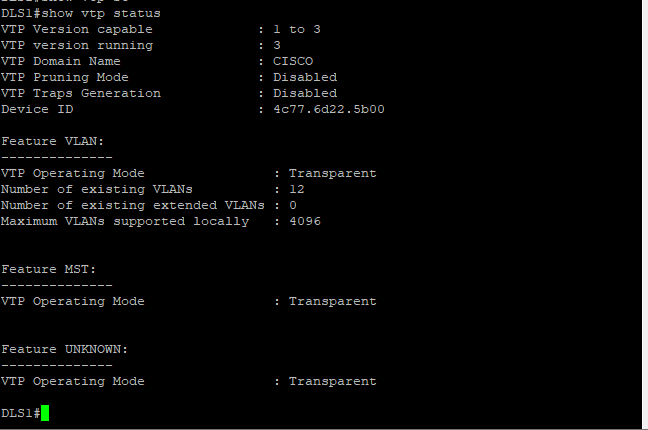 DLS1#show vtp status
VTP Version capable             : 1 to 3
VTP version running             : 3
VTP Domain Name                 : CISCO
VTP Pruning Mode                : Disabled
VTP Traps Generation            : Disabled
Device ID                       : 4c77.6d22.5b00
Feature VLAN:
--------------
VTP Operating Mode                : Transparent
Number of existing VLANs          : 12
Number of existing extended VLANs : 0
Maximum VLANs supported locally   : 4096
Feature MST:
--------------
VTP Operating Mode                : Transparent
Feature UNKNOWN:
--------------
VTP Operating Mode                : Transparent
DLS1#